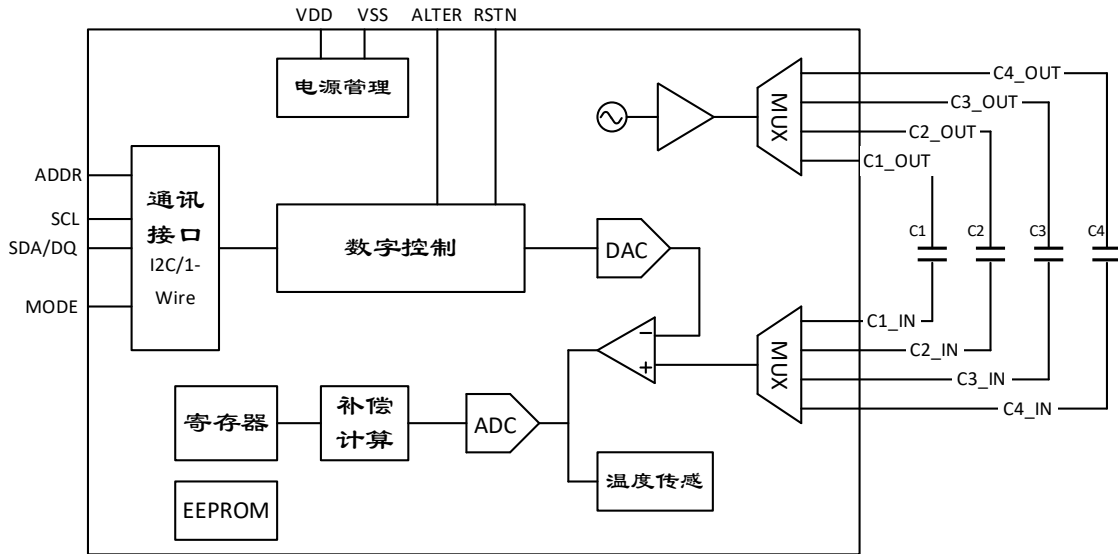 VDD VSS ALTER RSTN
电源管理
MUX
C4_OUT
C3_OUT
C2_OUT
C1_OUT
ADDR
SCL
SDA/DQ
MODE
通讯
接口
I2C/1-
Wire
数字控制
DAC
C1 C2 C3 C4
−
+
MUX
C1_IN
C2_IN
C3_IN
C4_IN
寄存器
补偿
计算
ADC
温度传感
EEPROM